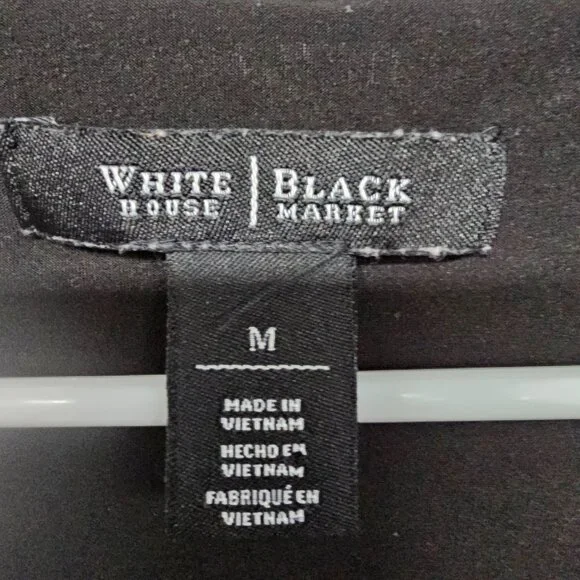 WHITE HOUSE | BLACK MARKET
M
MADE IN
VIETNAM
HECHO EN
VIETNAM
FABRIQUÉ EN
VIETNAM